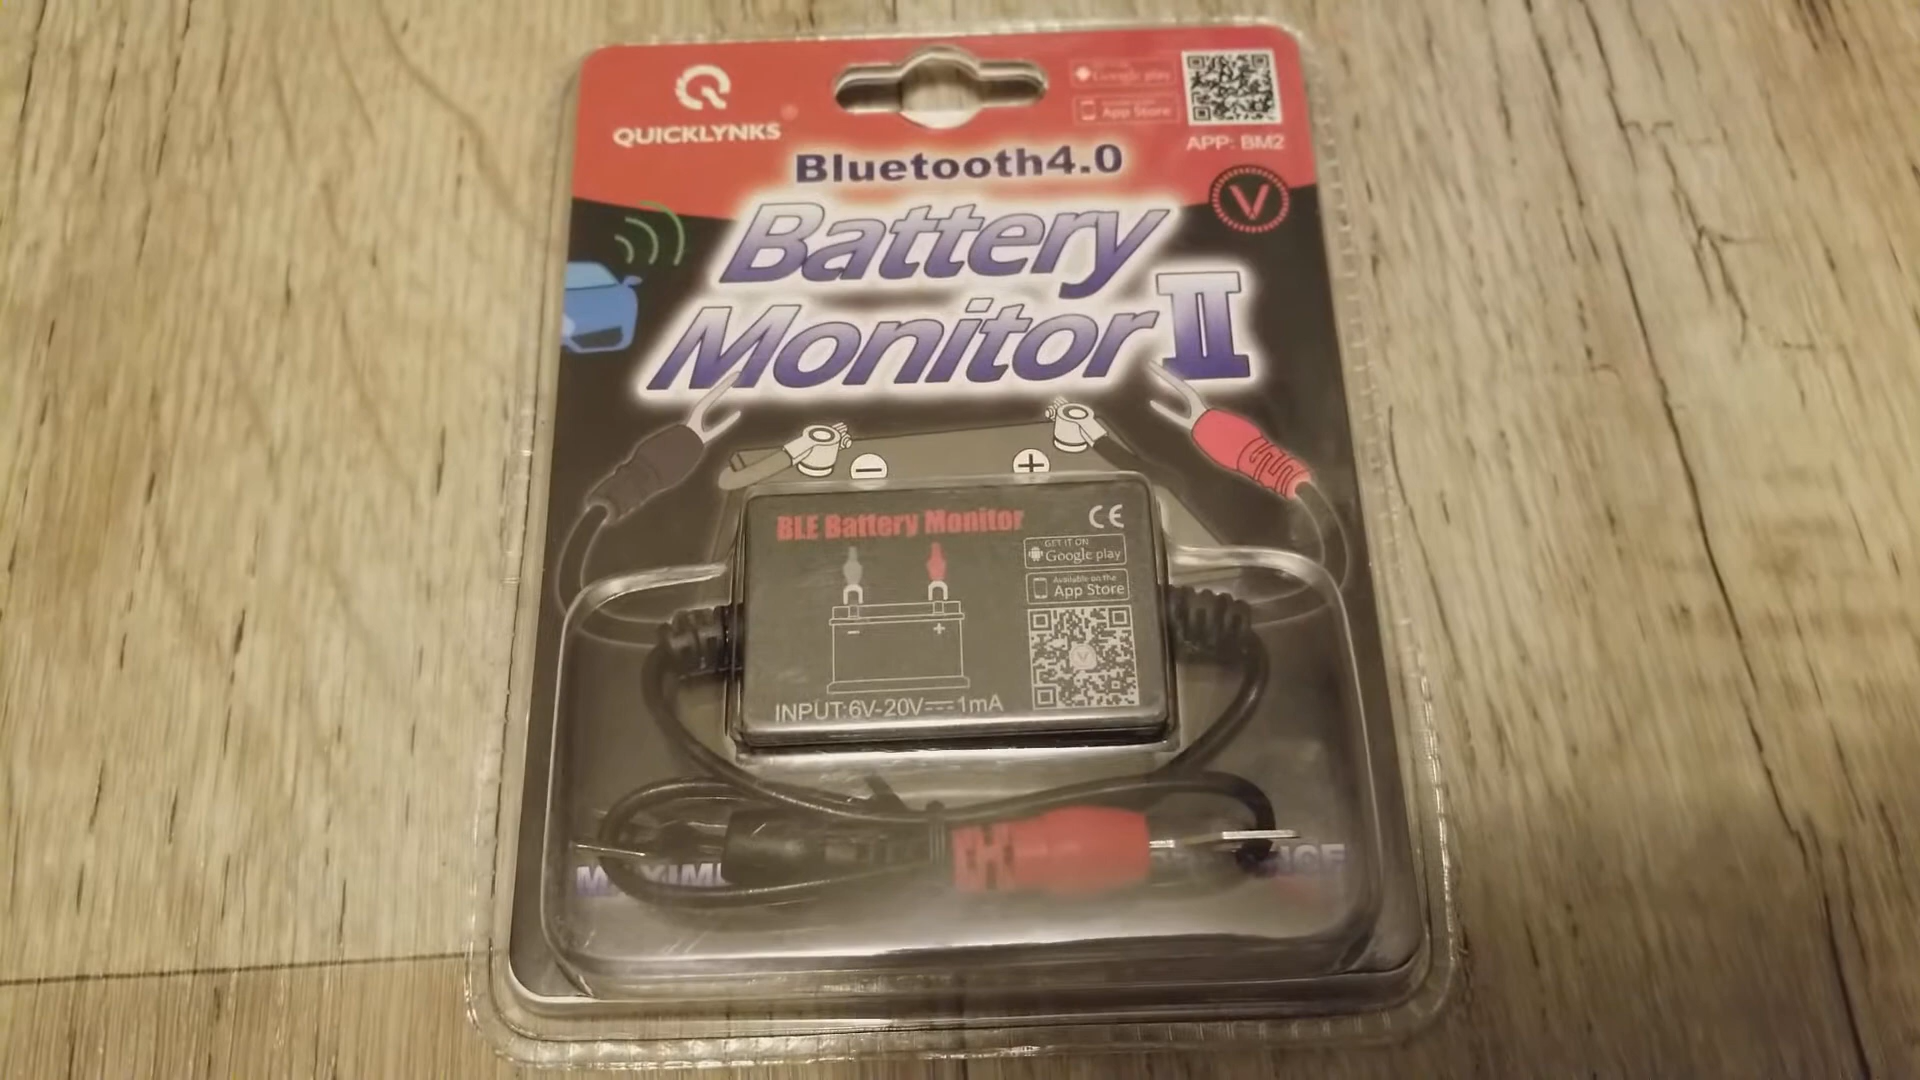 QUICKLYNKS
Google play
App Store
APP: BM2
Bluetooth4.0
V
Battery
Monitor II
BLE Battery Monitor
CE
GET IT ON
Google play
Available on the
App Store
INPUT:6V-20V⎓1mA